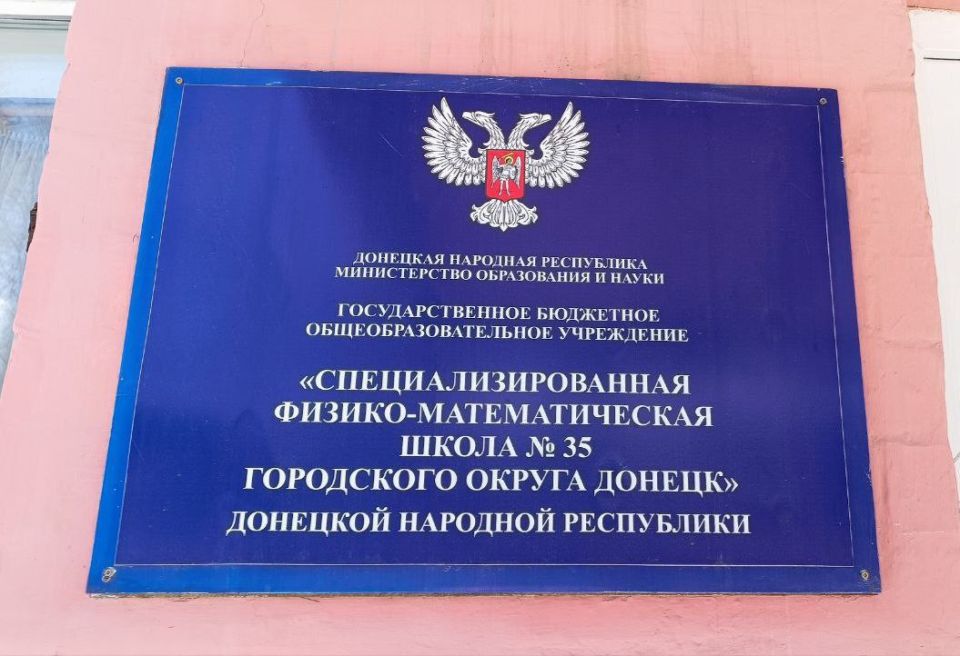 ДОНЕЦКАЯ НАРОДНАЯ РЕСПУБЛИКА
МИНИСТЕРСТВО ОБРАЗОВАНИЯ И НАУКИ
ГОСУДАРСТВЕННОЕ БЮДЖЕТНОЕ
ОБЩЕОБРАЗОВАТЕЛЬНОЕ УЧРЕЖДЕНИЕ
«СПЕЦИАЛИЗИРОВАННАЯ
ФИЗИКО-МАТЕМАТИЧЕСКАЯ
ШКОЛА № 35
ГОРОДСКОГО ОКРУГА ДОНЕЦК»
ДОНЕЦКОЙ НАРОДНОЙ РЕСПУБЛИКИ